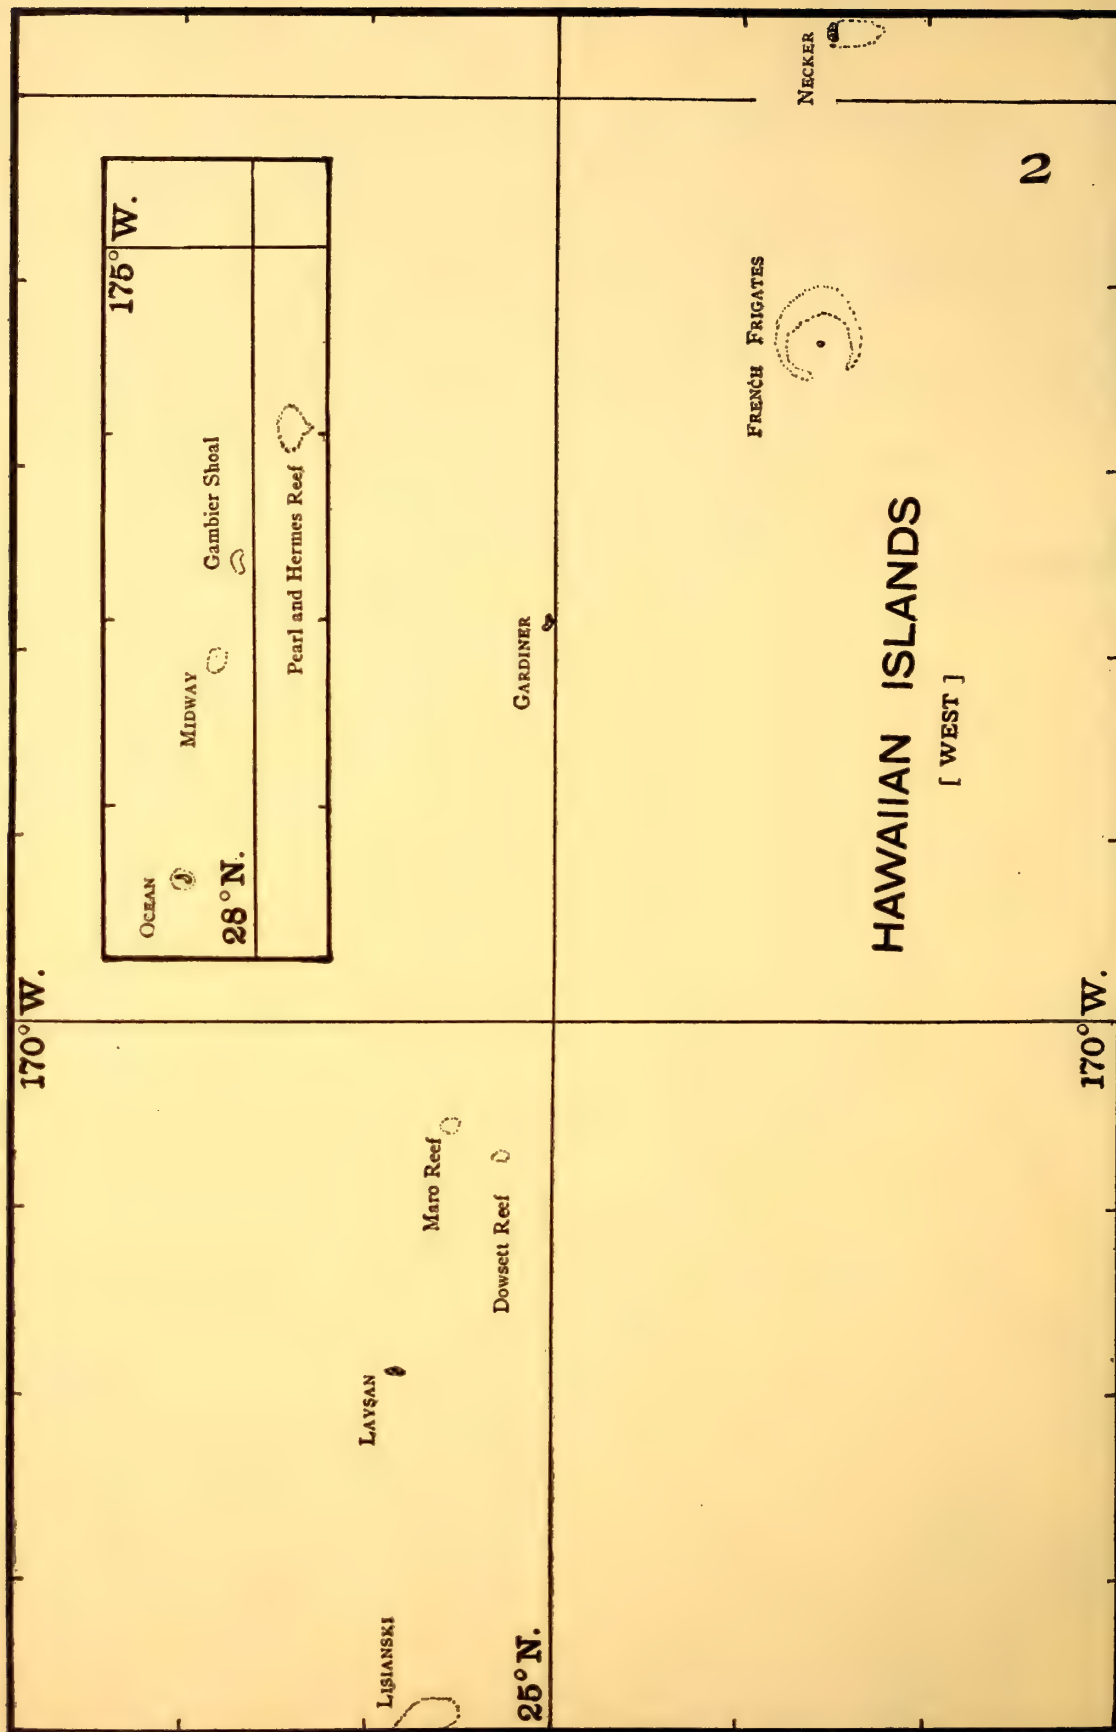 170° W.
175° W.
OCEAN
MIDWAY
Gambier Shoal
28° N.
Pearl and Hermes Reef
LISIANSKI
LAYSAN
Maro Reef
Dowsett Reef
25° N.
GARDINER
NECKER
FRENCH FRIGATES
HAWAIIAN ISLANDS
[ WEST ]
2
170° W.